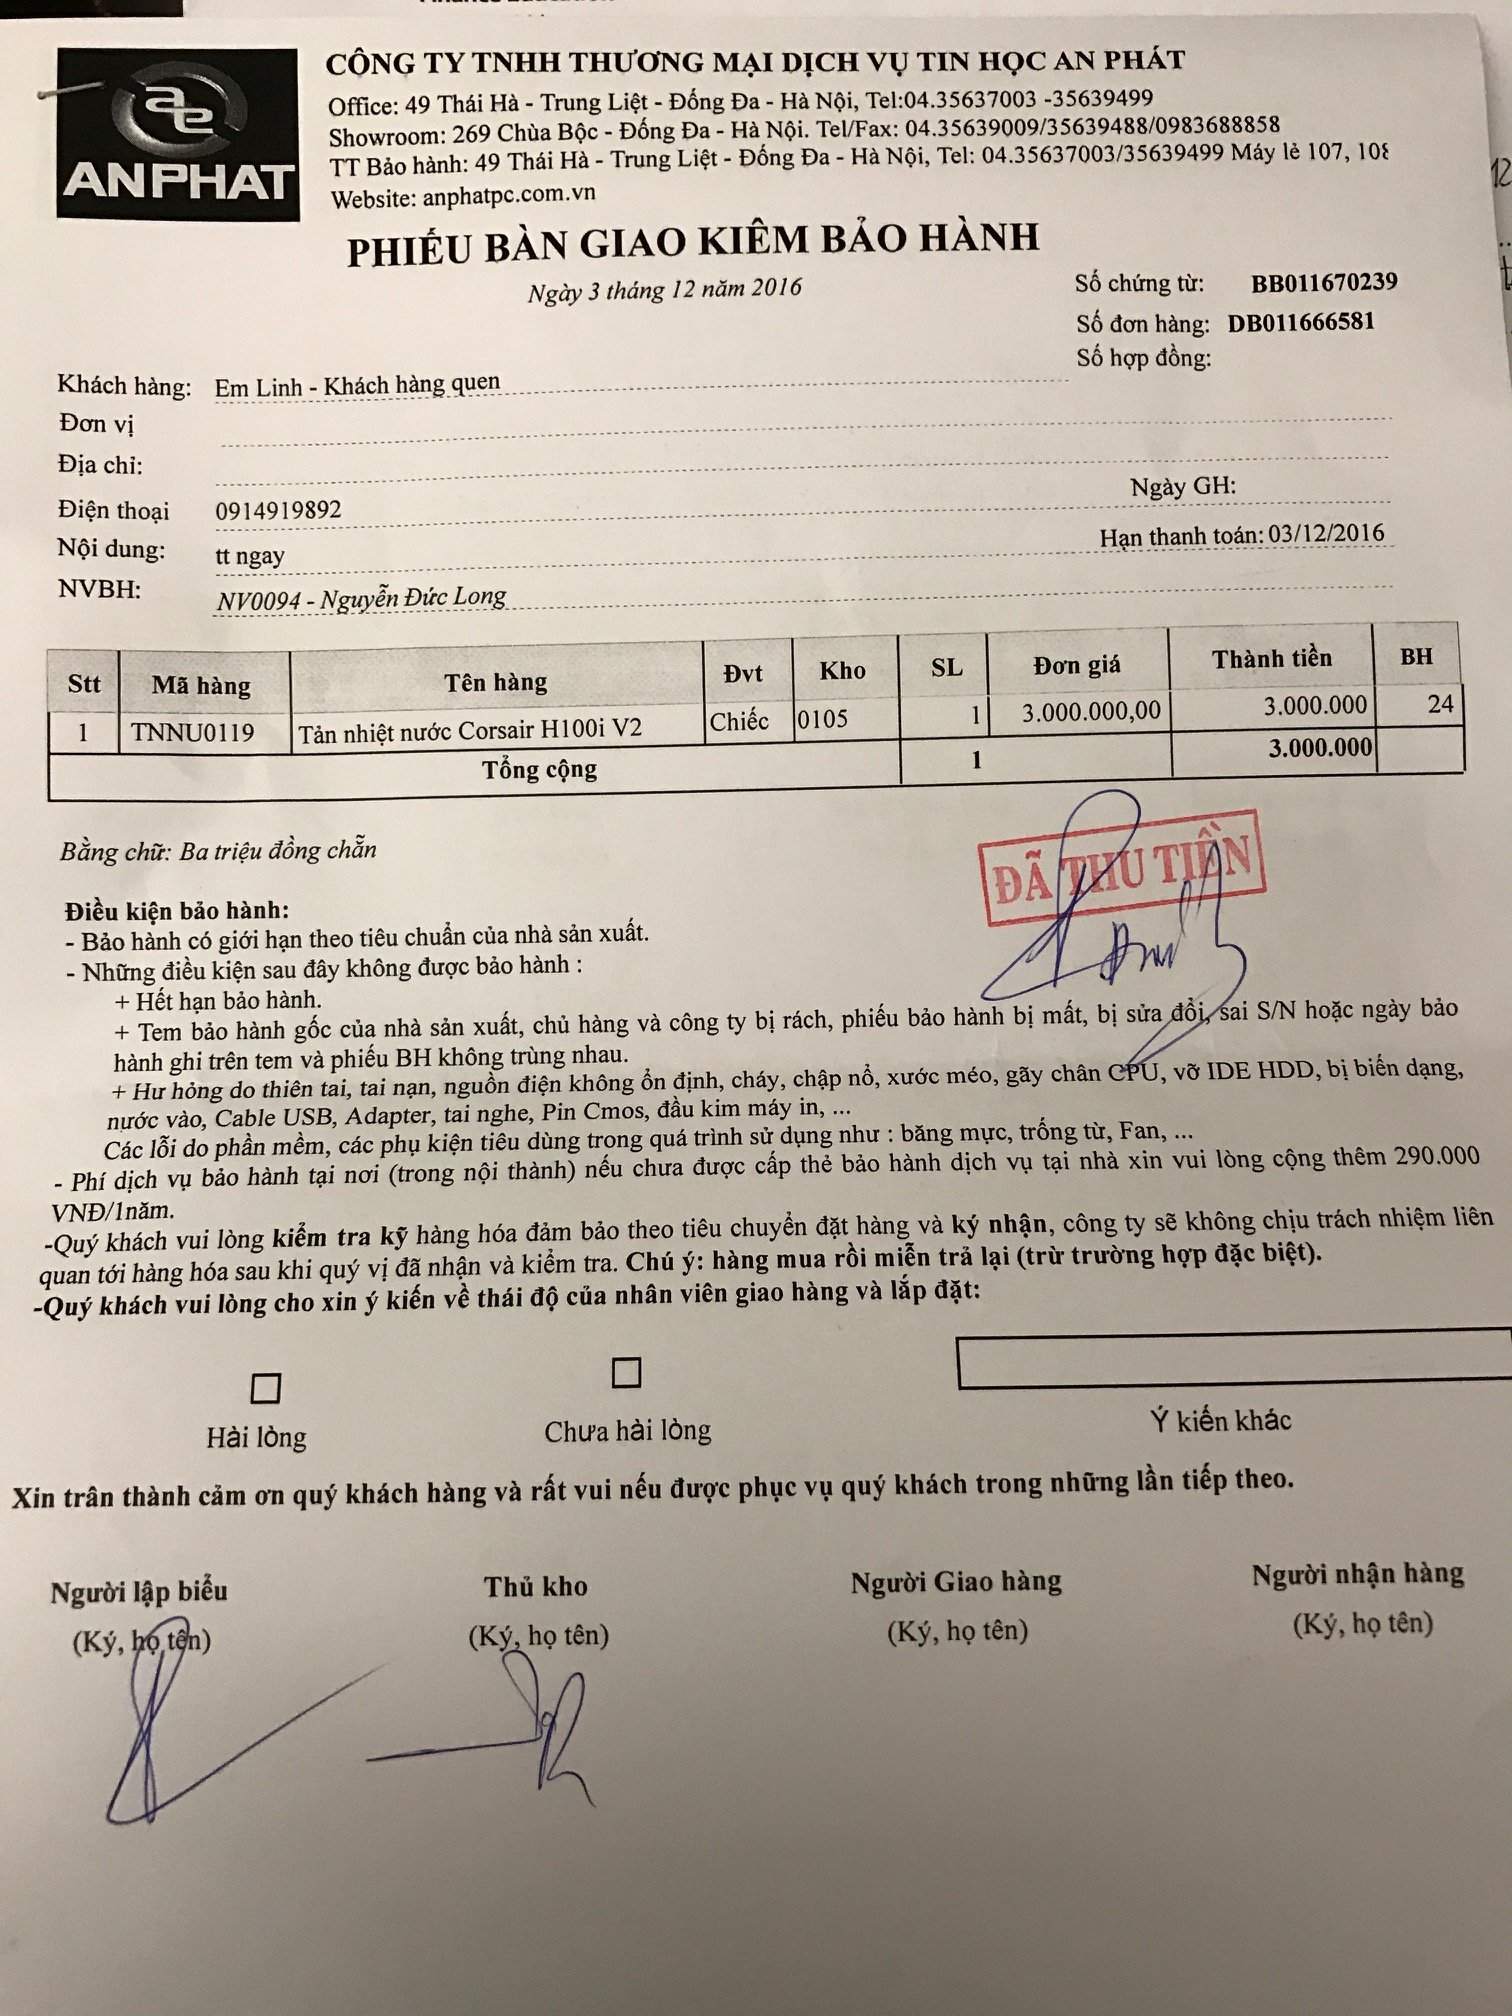 ae
ANPHAT
CÔNG TY TNHH THƯƠNG MẠI DỊCH VỤ TIN HỌC AN PHÁT
Office: 49 Thái Hà - Trung Liệt - Đống Đa - Hà Nội, Tel:04.35637003 -35639499
Showroom: 269 Chùa Bộc - Đống Đa - Hà Nội. Tel/Fax: 04.35639009/35639488/0983688858
TT Bảo hành: 49 Thái Hà - Trung Liệt - Đống Đa - Hà Nội, Tel: 04.35637003/35639499 Máy lẻ 107, 108
Website: anphatpc.com.vn
PHIẾU BÀN GIAO KIÊM BẢO HÀNH
Ngày 3 tháng 12 năm 2016
Số chứng từ: BB011670239
Số đơn hàng: DB011666581
Số hợp đồng:
Khách hàng: Em Linh - Khách hàng quen
Đơn vị
Địa chỉ:
Điện thoại 0914919892 Ngày GH:
Nội dung: tt ngay Hạn thanh toán: 03/12/2016
NVBH: NV0094 - Nguyễn Đức Long
Stt Mã hàng Tên hàng Đvt Kho SL Đơn giá Thành tiền BH
1 TNNU0119 Tản nhiệt nước Corsair H100i V2 Chiếc 0105 1 3.000.000,00 3.000.000 24
Tổng cộng 1 3.000.000
Bằng chữ: Ba triệu đồng chẵn
ĐÃ THU TIỀN
Điều kiện bảo hành:
- Bảo hành có giới hạn theo tiêu chuẩn của nhà sản xuất.
- Những điều kiện sau đây không được bảo hành :
+ Hết hạn bảo hành.
+ Tem bảo hành gốc của nhà sản xuất, chủ hàng và công ty bị rách, phiếu bảo hành bị mất, bị sửa đổi, sai S/N hoặc ngày bảo
hành ghi trên tem và phiếu BH không trùng nhau.
+ Hư hỏng do thiên tai, tai nạn, nguồn điện không ổn định, cháy, chập nổ, xước méo, gãy chân CPU, vỡ IDE HDD, bị biến dạng,
nước vào, Cable USB, Adapter, tai nghe, Pin Cmos, đầu kim máy in, ...
Các lỗi do phần mềm, các phụ kiện tiêu dùng trong quá trình sử dụng như : băng mực, trống từ, Fan, ...
- Phí dịch vụ bảo hành tại nơi (trong nội thành) nếu chưa được cấp thẻ bảo hành dịch vụ tại nhà xin vui lòng cộng thêm 290.000
VNĐ/1năm.
-Quý khách vui lòng kiểm tra kỹ hàng hóa đảm bảo theo tiêu chuyển đặt hàng và ký nhận, công ty sẽ không chịu trách nhiệm liên
quan tới hàng hóa sau khi quý vị đã nhận và kiểm tra. Chú ý: hàng mua rồi miễn trả lại (trừ trường hợp đặc biệt).
-Quý khách vui lòng cho xin ý kiến về thái độ của nhân viên giao hàng và lắp đặt:
Hài lòng Chưa hài lòng Ý kiến khác
Xin trân thành cảm ơn quý khách hàng và rất vui nếu được phục vụ quý khách trong những lần tiếp theo.
Người lập biểu Thủ kho Người Giao hàng Người nhận hàng
(Ký, họ tên) (Ký, họ tên) (Ký, họ tên) (Ký, họ tên)